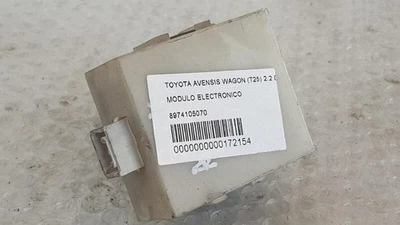 TOYOTA AVENSIS WAGON (T25) 2.2 D
MODULO ELECTRONICO
8974105070
0000000000172154